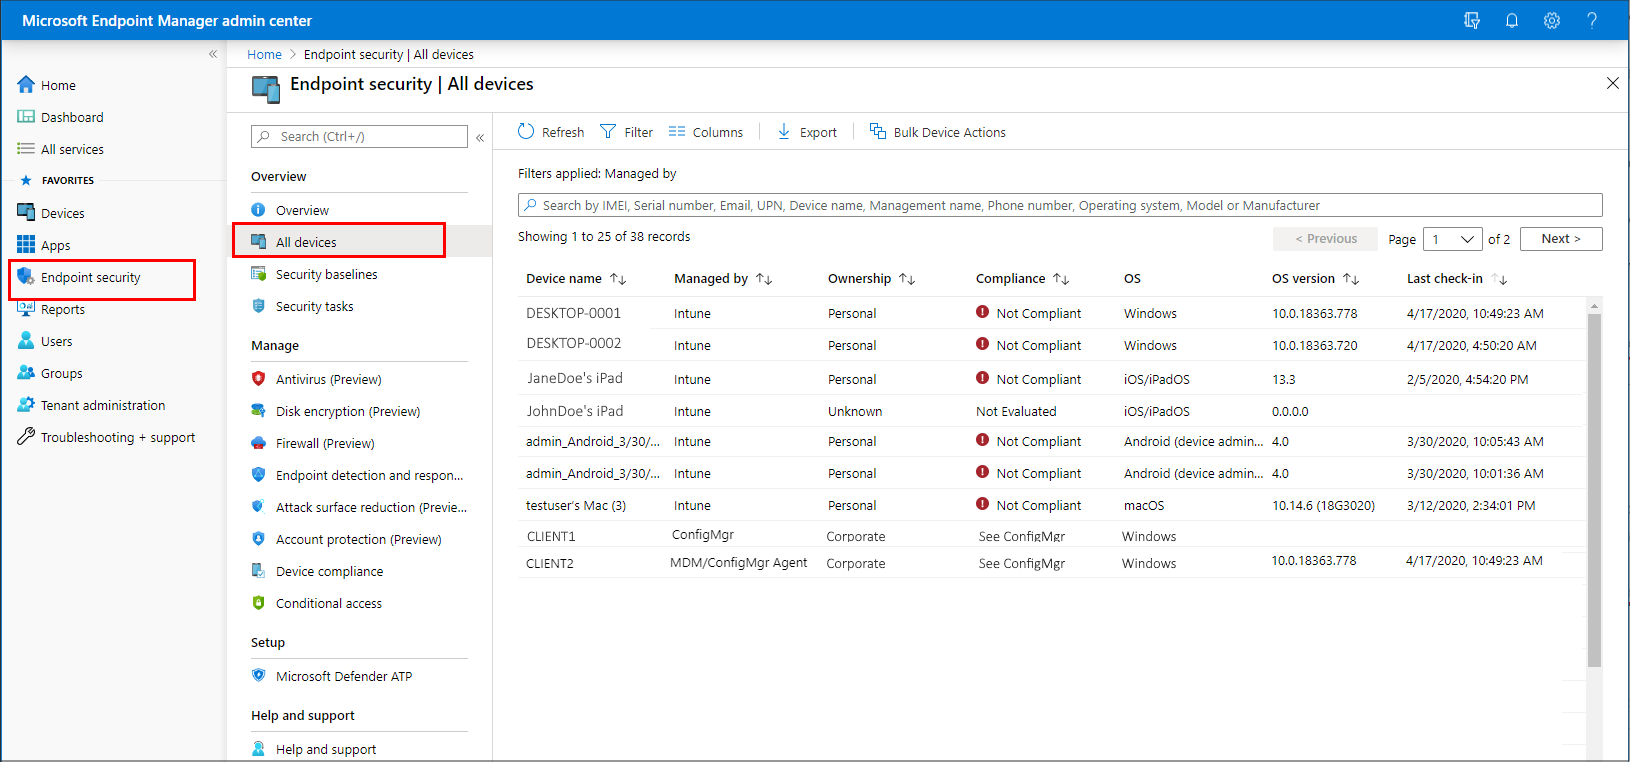 Microsoft Endpoint Manager admin center
«
Home
Dashboard
All services
FAVORITES
Devices
Apps
Endpoint security
Reports
Users
Groups
Tenant administration
Troubleshooting + support
Home > Endpoint security | All devices
Endpoint security | All devices
Search (Ctrl+/)
«
Overview
Overview
All devices
Security baselines
Security tasks
Manage
Antivirus (Preview)
Disk encryption (Preview)
Firewall (Preview)
Endpoint detection and respon...
Attack surface reduction (Previe...
Account protection (Preview)
Device compliance
Conditional access
Setup
Microsoft Defender ATP
Help and support
Help and support
Refresh Filter Columns Export Bulk Device Actions
Filters applied: Managed by
Search by IMEI, Serial number, Email, UPN, Device name, Management name, Phone number, Operating system, Model or Manufacturer
Showing 1 to 25 of 38 records
< Previous Page 1 of 2 Next >
Device name ↑↓ Managed by ↑↓ Ownership ↑↓ Compliance ↑↓ OS OS version ↑↓ Last check-in ↑↓
DESKTOP-0001 Intune Personal Not Compliant Windows 10.0.18363.778 4/17/2020, 10:49:23 AM
DESKTOP-0002 Intune Personal Not Compliant Windows 10.0.18363.720 4/17/2020, 4:50:20 AM
JaneDoe's iPad Intune Personal Not Compliant iOS/iPadOS 13.3 2/5/2020, 4:54:20 PM
JohnDoe's iPad Intune Unknown Not Evaluated iOS/iPadOS 0.0.0.0
admin_Android_3/30/... Intune Personal Not Compliant Android (device admin... 4.0 3/30/2020, 10:05:43 AM
admin_Android_3/30/... Intune Personal Not Compliant Android (device admin... 4.0 3/30/2020, 10:01:36 AM
testuser's Mac (3) Intune Personal Not Compliant macOS 10.14.6 (18G3020) 3/12/2020, 2:34:01 PM
CLIENT1 ConfigMgr Corporate See ConfigMgr Windows
CLIENT2 MDM/ConfigMgr Agent Corporate See ConfigMgr Windows 10.0.18363.778 4/17/2020, 10:49:23 AM